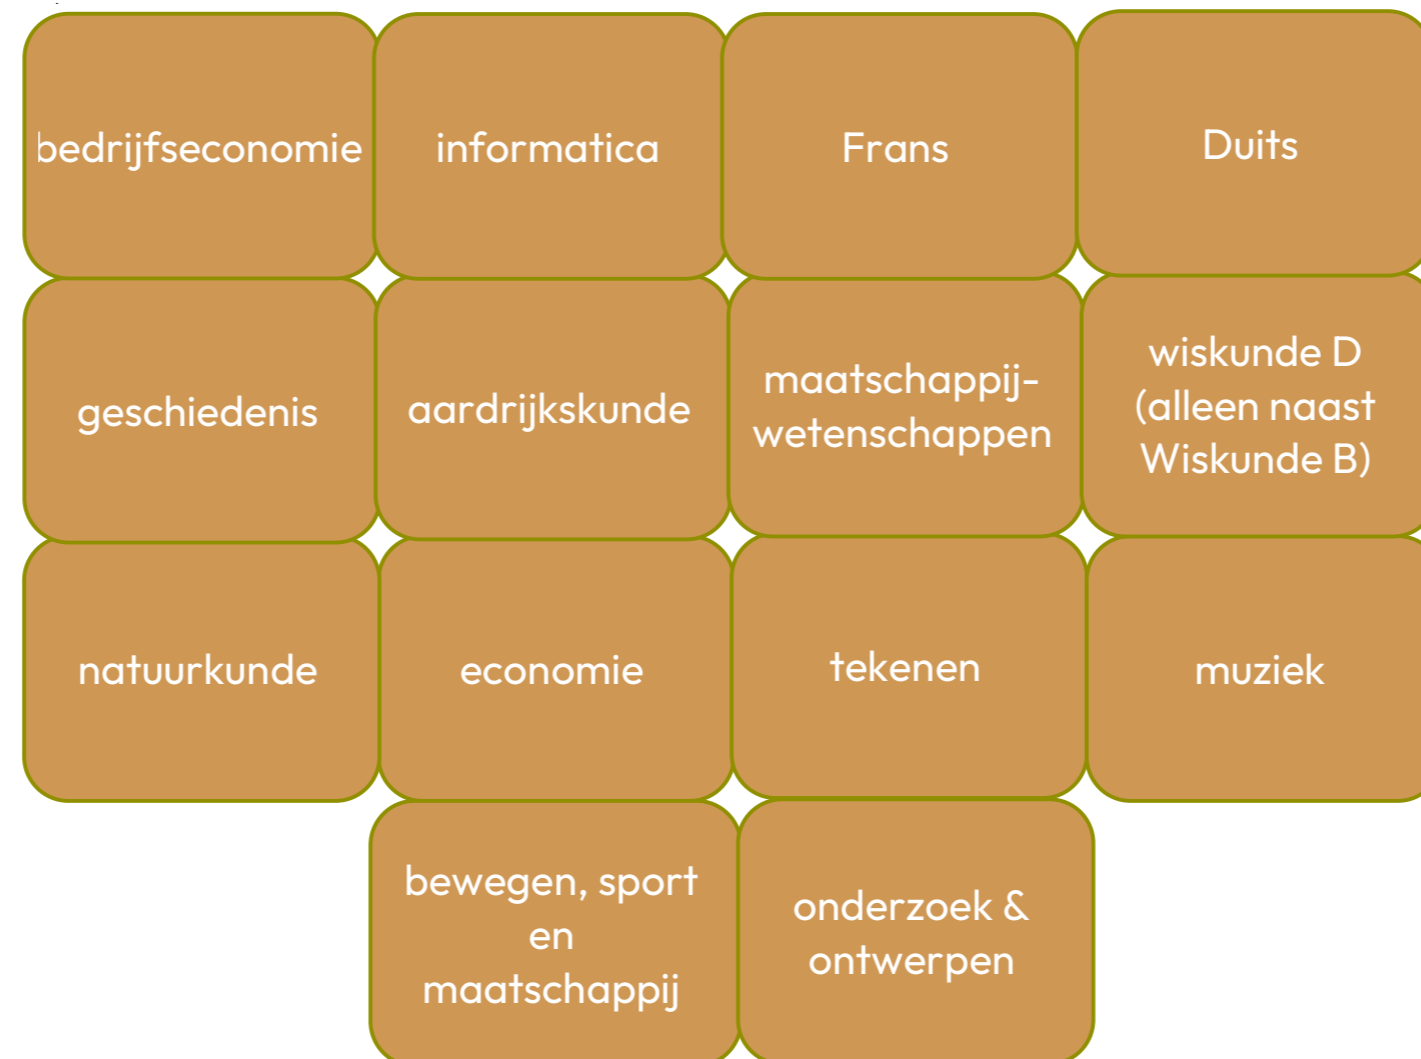 bedrijfseconomie
informatica
Frans
Duits
geschiedenis
aardrijkskunde
maatschappij-
wetenschappen
wiskunde D
(alleen naast
Wiskunde B)
natuurkunde
economie
tekenen
muziek
bewegen, sport
en
maatschappij
onderzoek &
ontwerpen